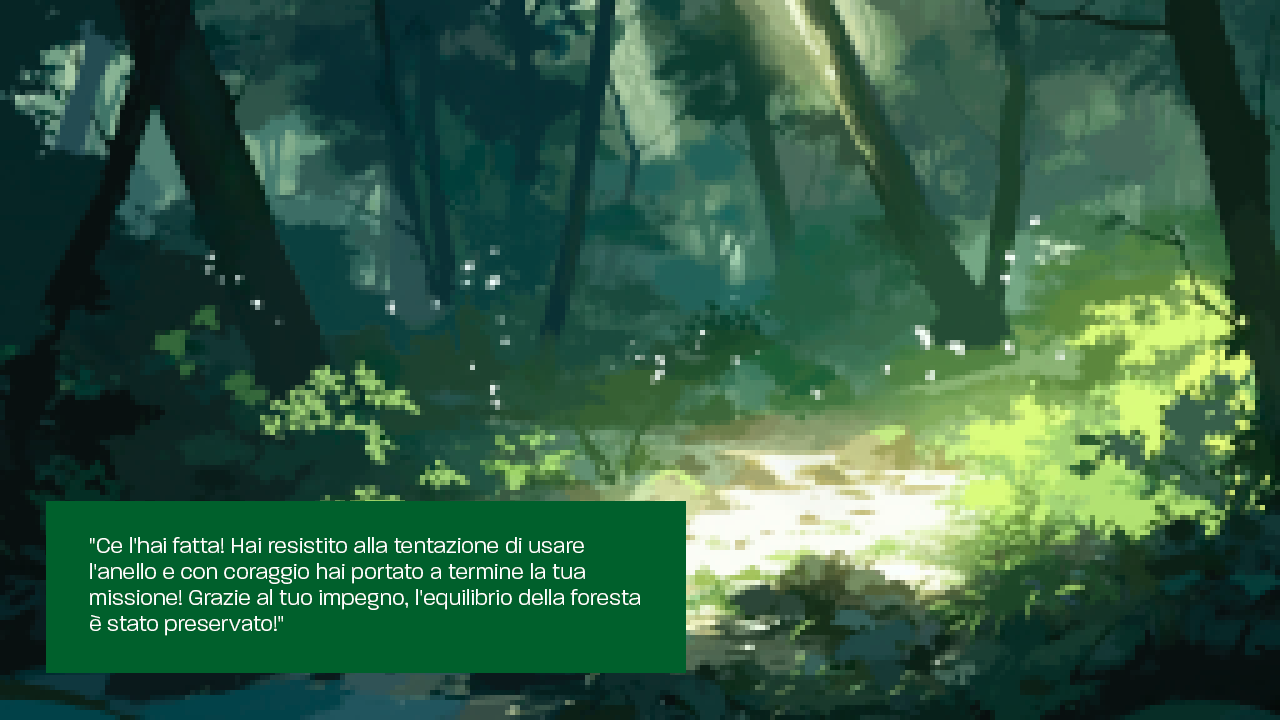 "Ce l'hai fatta! Hai resistito alla tentazione di usare
l'anello e con coraggio hai portato a termine la tua
missione! Grazie al tuo impegno, l'equilibrio della foresta
è stato preservato!"